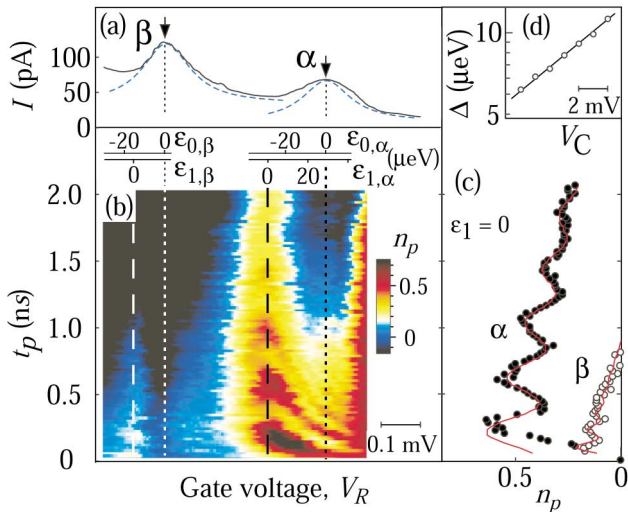 (a)
β
α
I (pA)
100
50
0
-20 0 ε0,β
0 ε1,β
-20 0 ε0,α
0 20 ε1,α
(μeV)
(b)
tp (ns)
2.0
1.5
1.0
0.5
0
np
0.5
0
0.1 mV
Gate voltage, VR
(d)
Δ (μeV)
10
5
2 mV
VC
(c)
ε1 = 0
α
β
0.5 0
np